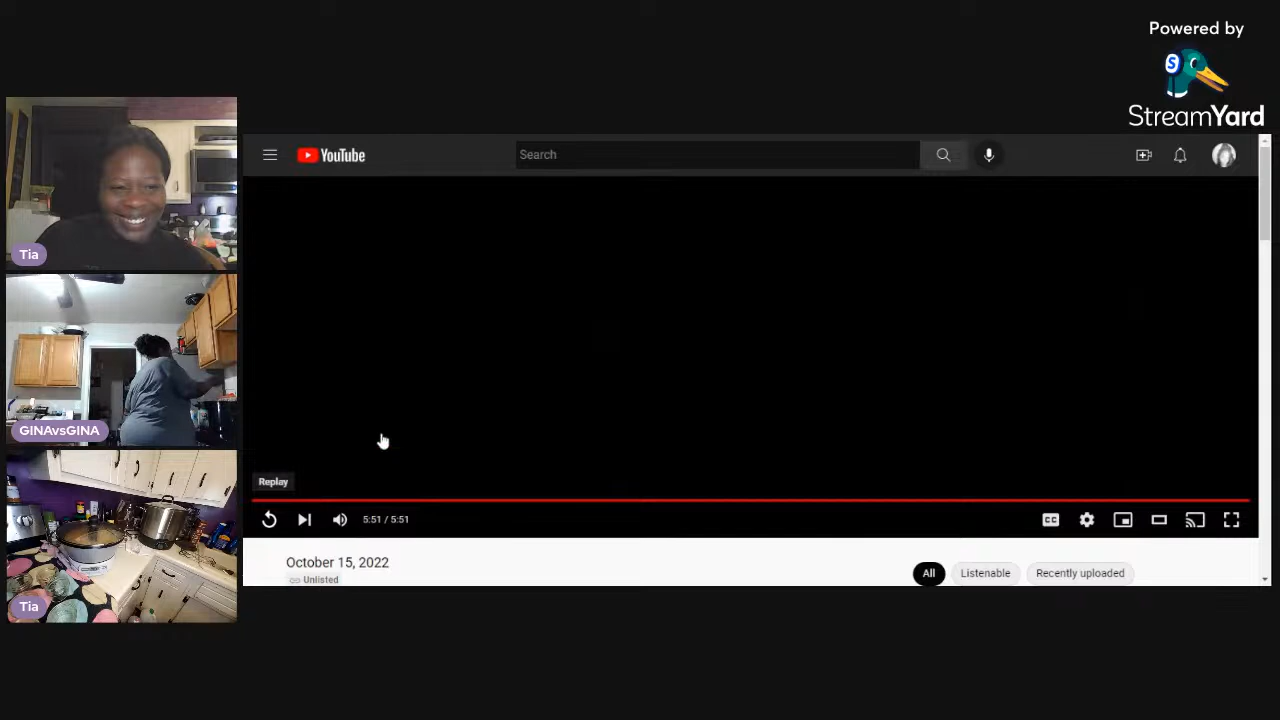 Powered by
StreamYard
YouTube
Search
Tia
GINAvsGINA
Tia
Replay
5:51 / 5:51
CC
October 15, 2022
Unlisted
All
Listenable
Recently uploaded